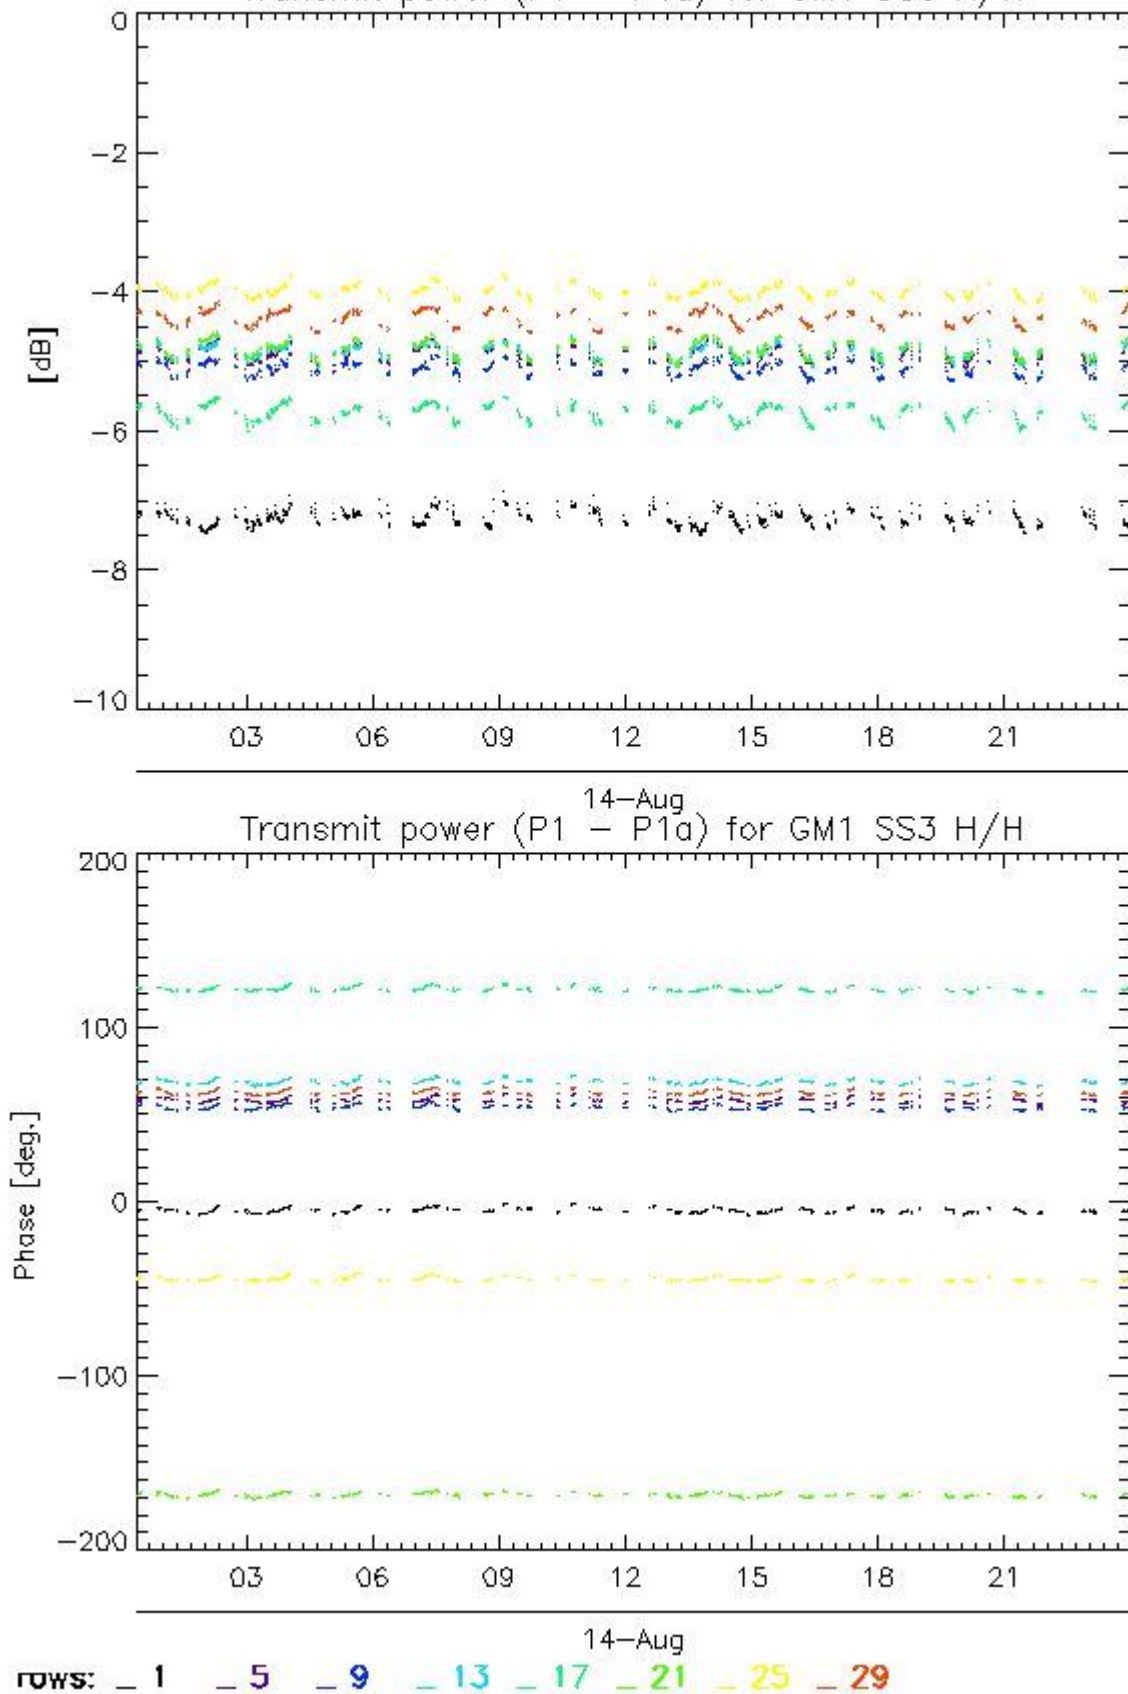 0
−2
−4
[dB]
−6
−8
−10
03 06 09 12 15 18 21
14−Aug
Transmit power (P1 − P1a) for GM1 SS3 H/H
200
100
0
Phase [deg.]
−100
−200
03 06 09 12 15 18 21
14−Aug
rows: _ 1 _ 5 _ 9 _ 13 _ 17 _ 21 _ 25 _ 29